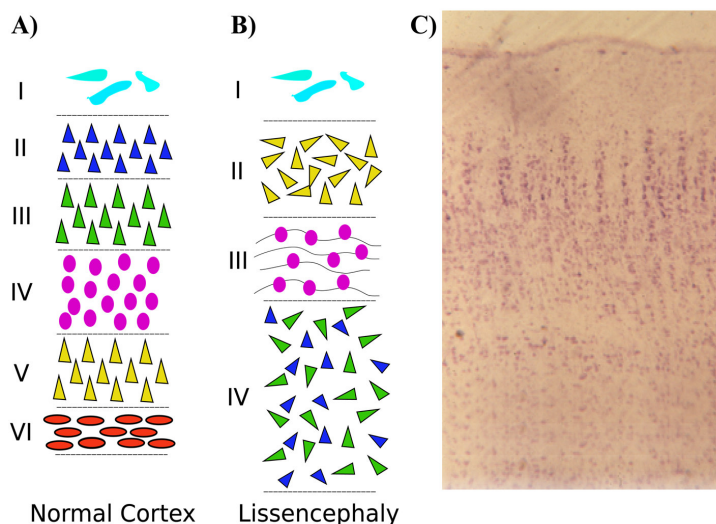 A)
I
II
III
IV
V
VI
Normal Cortex
B)
I
II
III
IV
Lissencephaly
C)